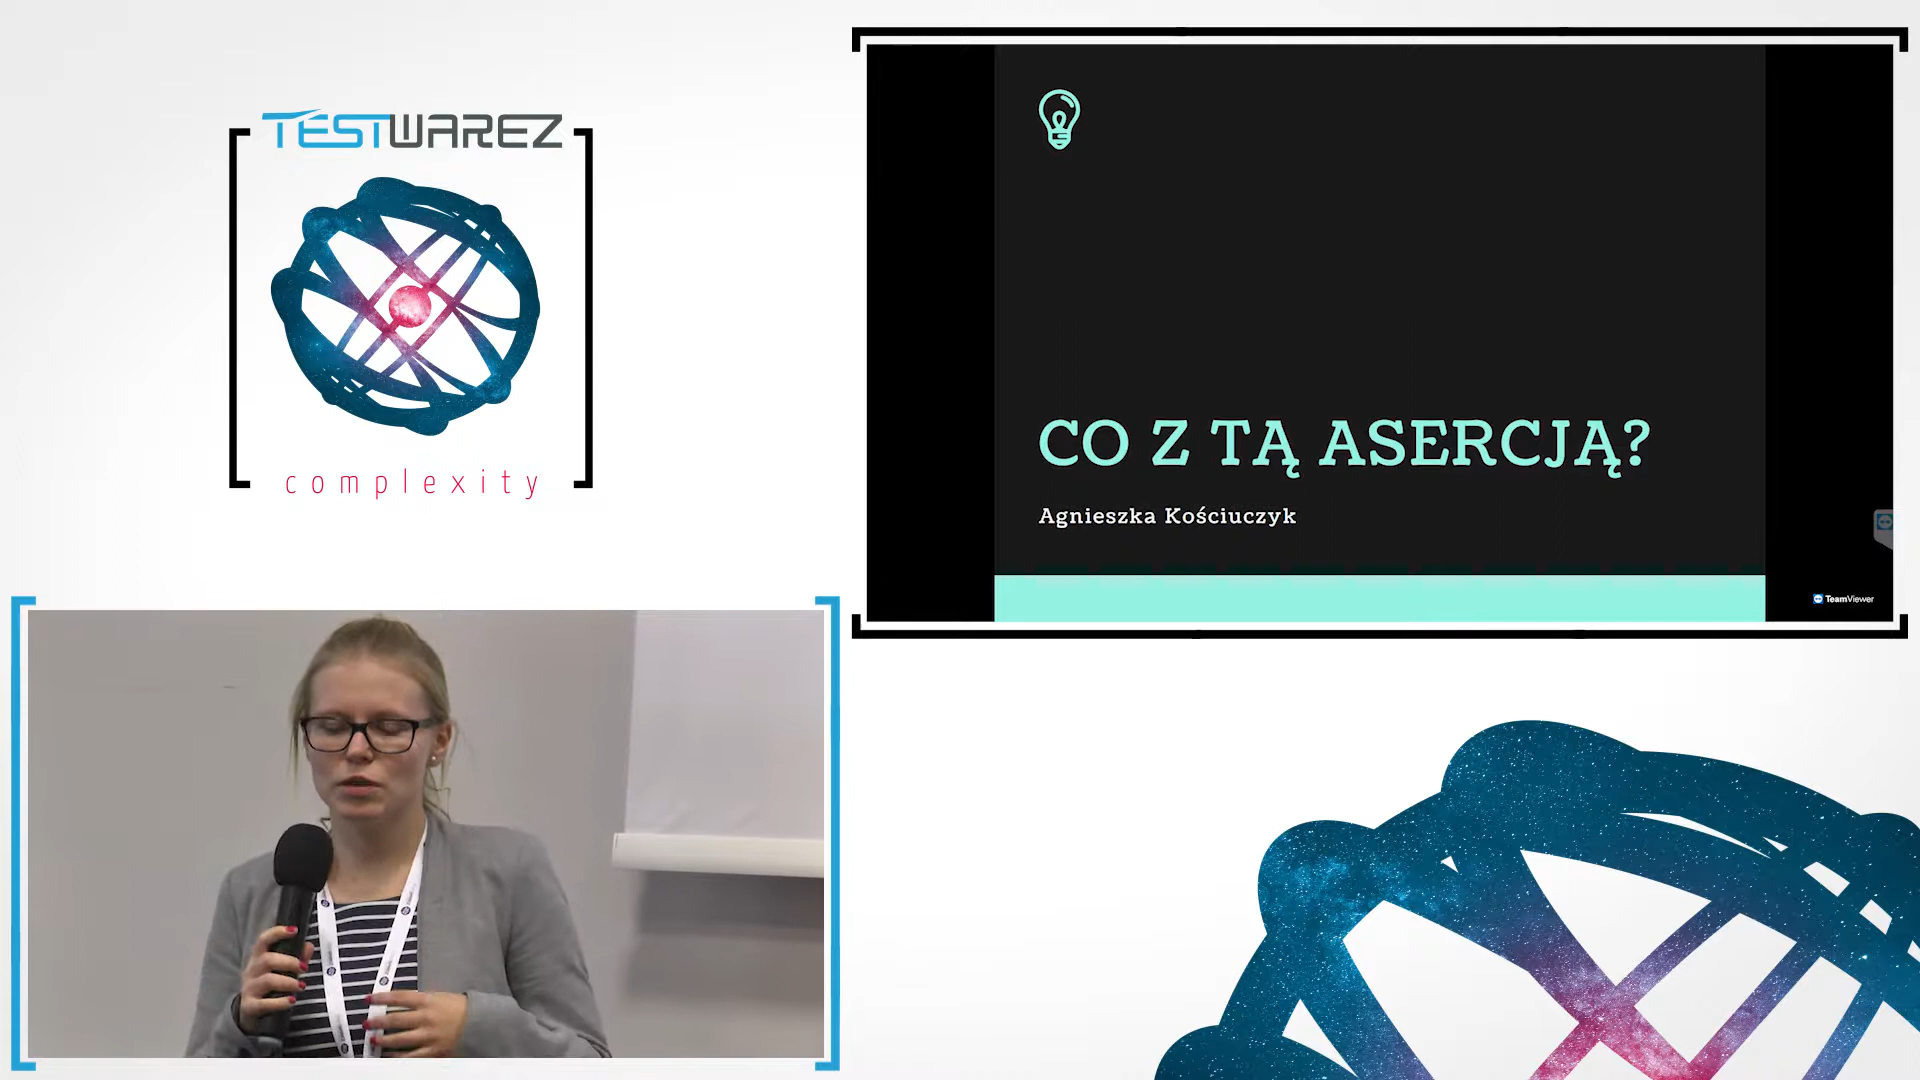 TESTWAREZ
complexity
CO Z TĄ ASERCJĄ?
Agnieszka Kościuczyk
TeamViewer